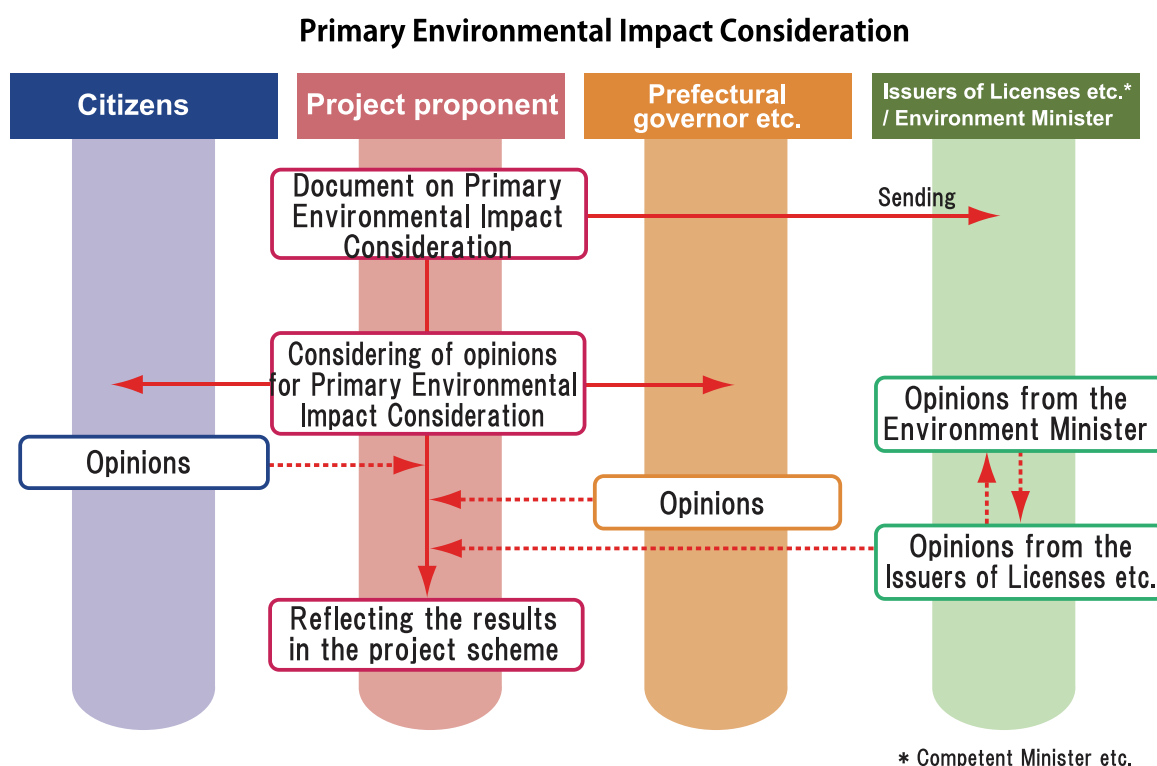 Primary Environmental Impact Consideration
Citizens
Project proponent
Prefectural
governor etc.
Issuers of Licenses etc.*
/ Environment Minister
Document on Primary
Environmental Impact
Consideration
Sending
Considering of opinions
for Primary Environmental
Impact Consideration
Opinions from the
Environment Minister
Opinions
Opinions
Opinions from the
Issuers of Licenses etc.
Reflecting the results
in the project scheme
* Competent Minister etc.